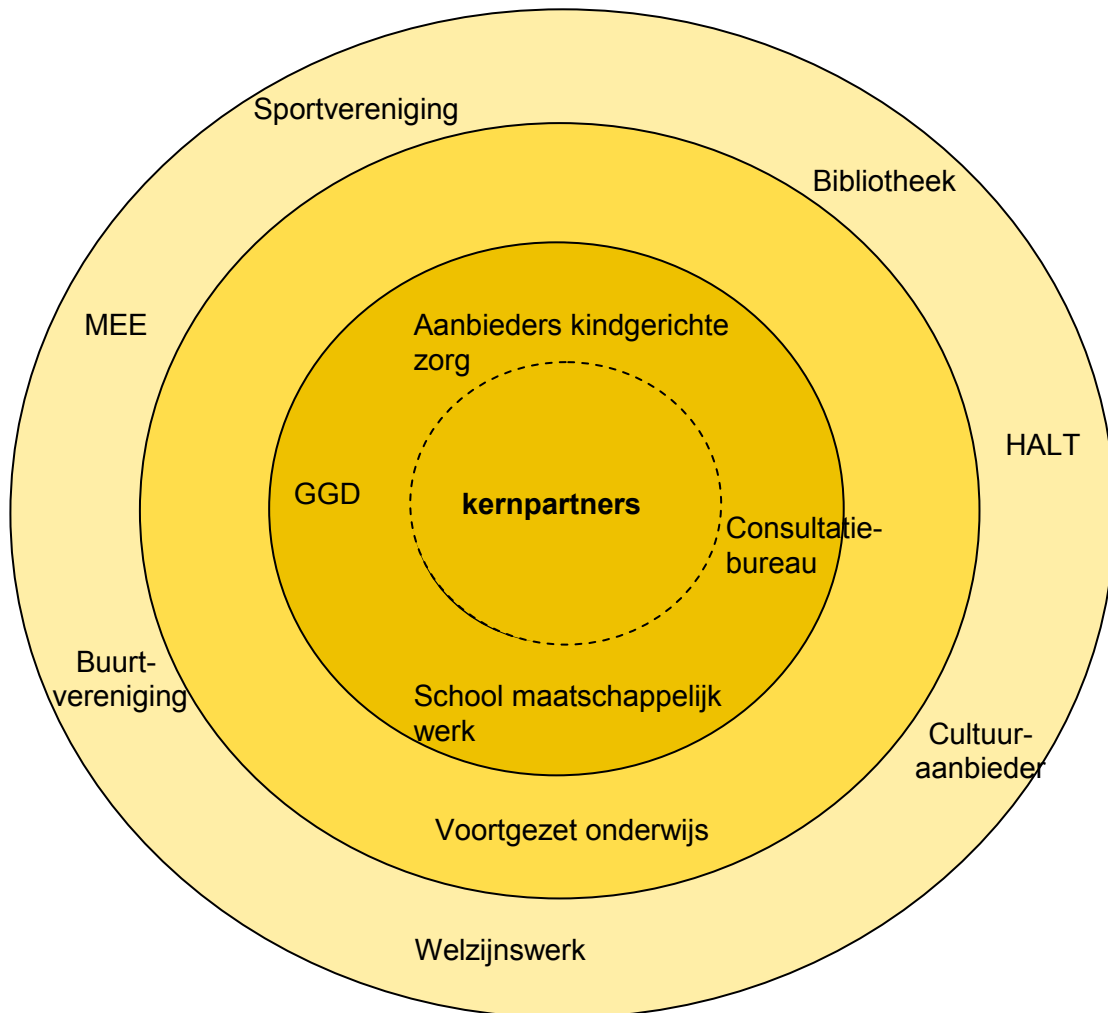 Sportvereniging
Bibliotheek
MEE
Aanbieders kindgerichte
zorg
HALT
GGD
kernpartners
Consultatie-
bureau
Buurt-
vereniging
School maatschappelijk
werk
Cultuur-
aanbieder
Voortgezet onderwijs
Welzijnswerk